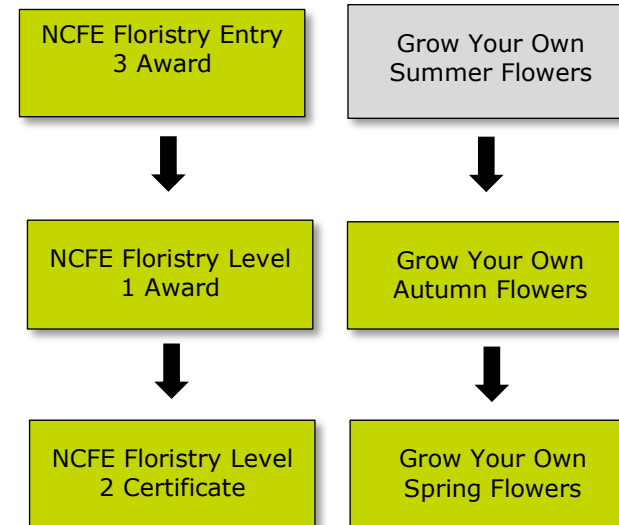 NCFE Floristry Entry
3 Award
Grow Your Own
Summer Flowers
NCFE Floristry Level
1 Award
Grow Your Own
Autumn Flowers
NCFE Floristry Level
2 Certificate
Grow Your Own
Spring Flowers